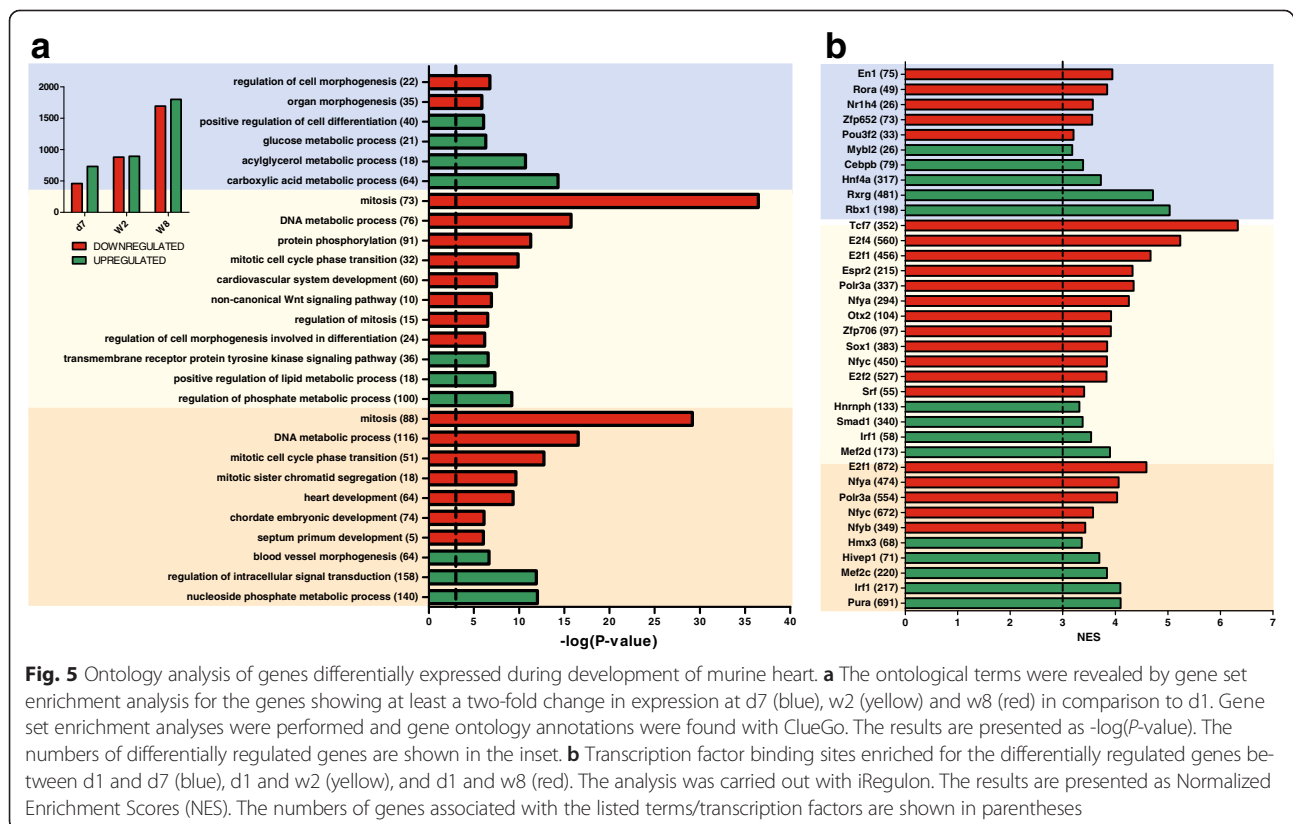 a
2000
1500
1000
500
0
d7
W2
W8
DOWNREGULATED
UPREGULATED
regulation of cell morphogenesis (22)
organ morphogenesis (35)
positive regulation of cell differentiation (40)
glucose metabolic process (21)
acylglycerol metabolic process (18)
carboxylic acid metabolic process (64)
mitosis (73)
DNA metabolic process (76)
protein phosphorylation (91)
mitotic cell cycle phase transition (32)
cardiovascular system development (60)
non-canonical Wnt signaling pathway (10)
regulation of mitosis (15)
regulation of cell morphogenesis involved in differentiation (24)
transmembrane receptor protein tyrosine kinase signaling pathway (36)
positive regulation of lipid metabolic process (18)
regulation of phosphate metabolic process (100)
mitosis (88)
DNA metabolic process (116)
mitotic cell cycle phase transition (51)
mitotic sister chromatid segregation (18)
heart development (64)
chordate embryonic development (74)
septum primum development (5)
blood vessel morphogenesis (64)
regulation of intracellular signal transduction (158)
nucleoside phosphate metabolic process (140)
0 5 10 15 20 25 30 35 40
-log(P-value)
b
En1 (75)
Rora (49)
Nr1h4 (26)
Zfp652 (73)
Pou3f2 (33)
Mybl2 (26)
Cebpb (79)
Hnf4a (317)
Rxrg (481)
Rbx1 (198)
Tcf7 (352)
E2f4 (560)
E2f1 (456)
Espr2 (215)
Polr3a (337)
Nfya (294)
Otx2 (104)
Zfp706 (97)
Sox1 (383)
Nfyc (450)
E2f2 (527)
Srf (55)
Hnrnph (133)
Smad1 (340)
Irf1 (58)
Mef2d (173)
E2f1 (872)
Nfya (474)
Polr3a (554)
Nfyc (672)
Nfyb (349)
Hmx3 (68)
Hivep1 (71)
Mef2c (220)
Irf1 (217)
Pura (691)
0 1 2 3 4 5 6 7
NES
Fig. 5 Ontology analysis of genes differentially expressed during development of murine heart. a The ontological terms were revealed by gene set
enrichment analysis for the genes showing at least a two-fold change in expression at d7 (blue), w2 (yellow) and w8 (red) in comparison to d1. Gene
set enrichment analyses were performed and gene ontology annotations were found with ClueGo. The results are presented as -log(P-value). The
numbers of differentially regulated genes are shown in the inset. b Transcription factor binding sites enriched for the differentially regulated genes be-
tween d1 and d7 (blue), d1 and w2 (yellow), and d1 and w8 (red). The analysis was carried out with iRegulon. The results are presented as Normalized
Enrichment Scores (NES). The numbers of genes associated with the listed terms/transcription factors are shown in parentheses